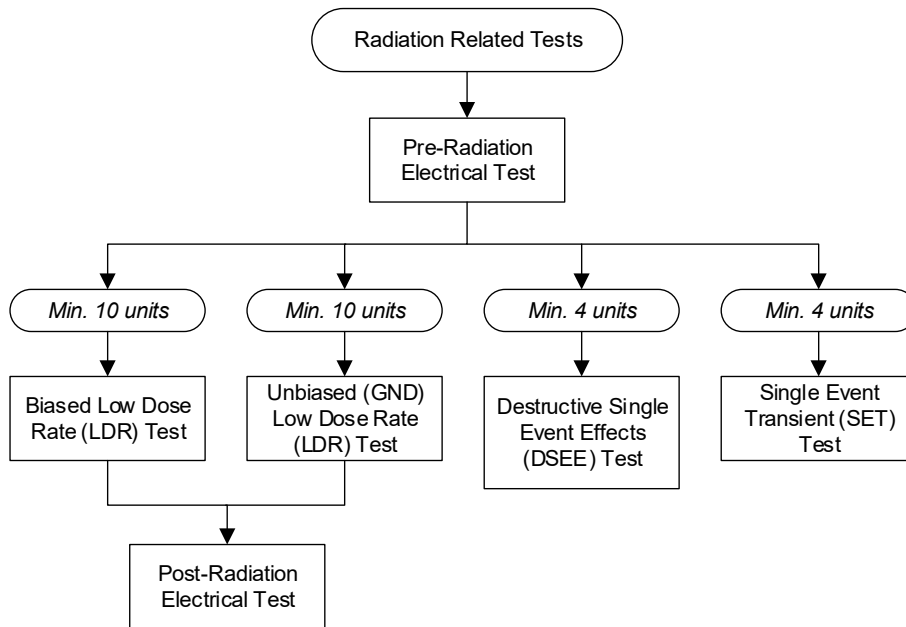 Radiation Related Tests
Pre-Radiation
Electrical Test
Min. 10 units
Min. 10 units
Min. 4 units
Min. 4 units
Biased Low Dose
Rate (LDR) Test
Unbiased (GND)
Low Dose Rate
(LDR) Test
Destructive Single
Event Effects
(DSEE) Test
Single Event
Transient (SET)
Test
Post-Radiation
Electrical Test